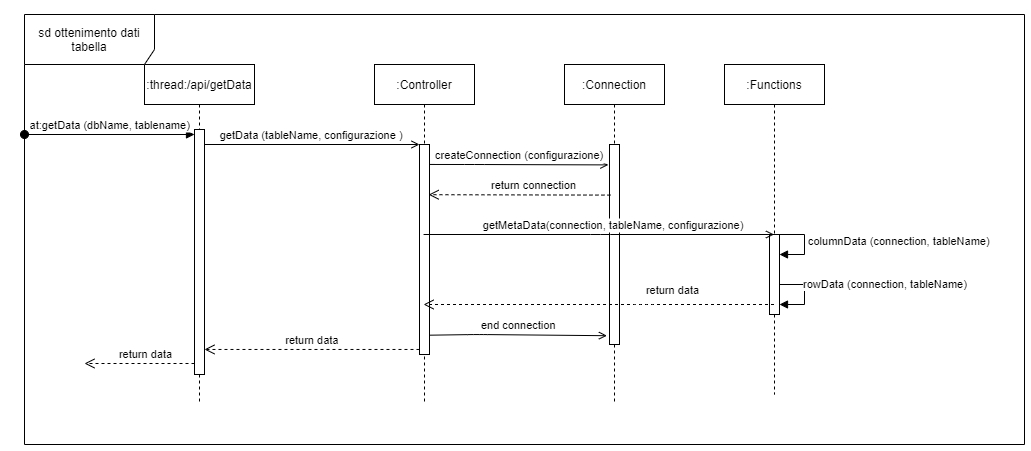 sd ottenimento dati
tabella
:thread:/api/getData
:Controller
:Connection
:Functions
at:getData (dbName, tablename)
getData (tableName, configurazione )
createConnection (configurazione)
return connection
getMetaData(connection, tableName, configurazione)
columnData (connection, tableName)
rowData (connection, tableName)
return data
end connection
return data
return data